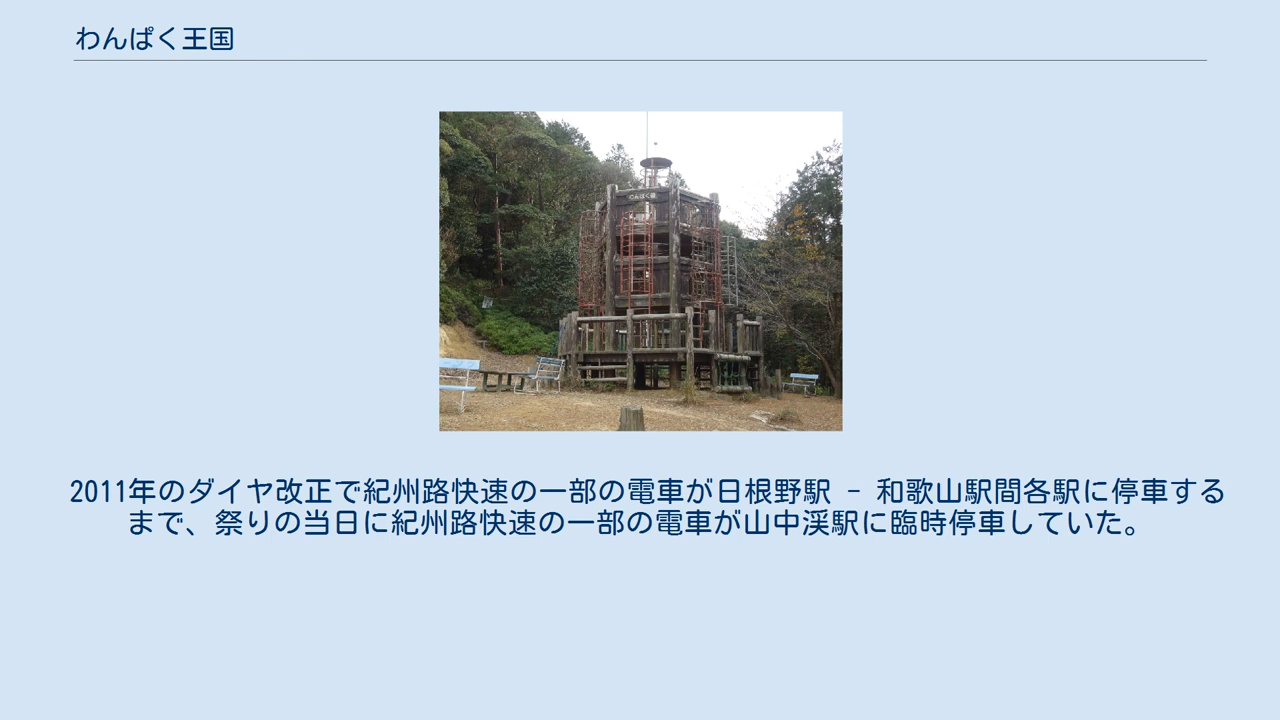 わんぱく王国
2011年のダイヤ改正で紀州路快速の一部の電車が日根野駅 - 和歌山駅間各駅に停車する
まで、祭りの当日に紀州路快速の一部の電車が山中渓駅に臨時停車していた。